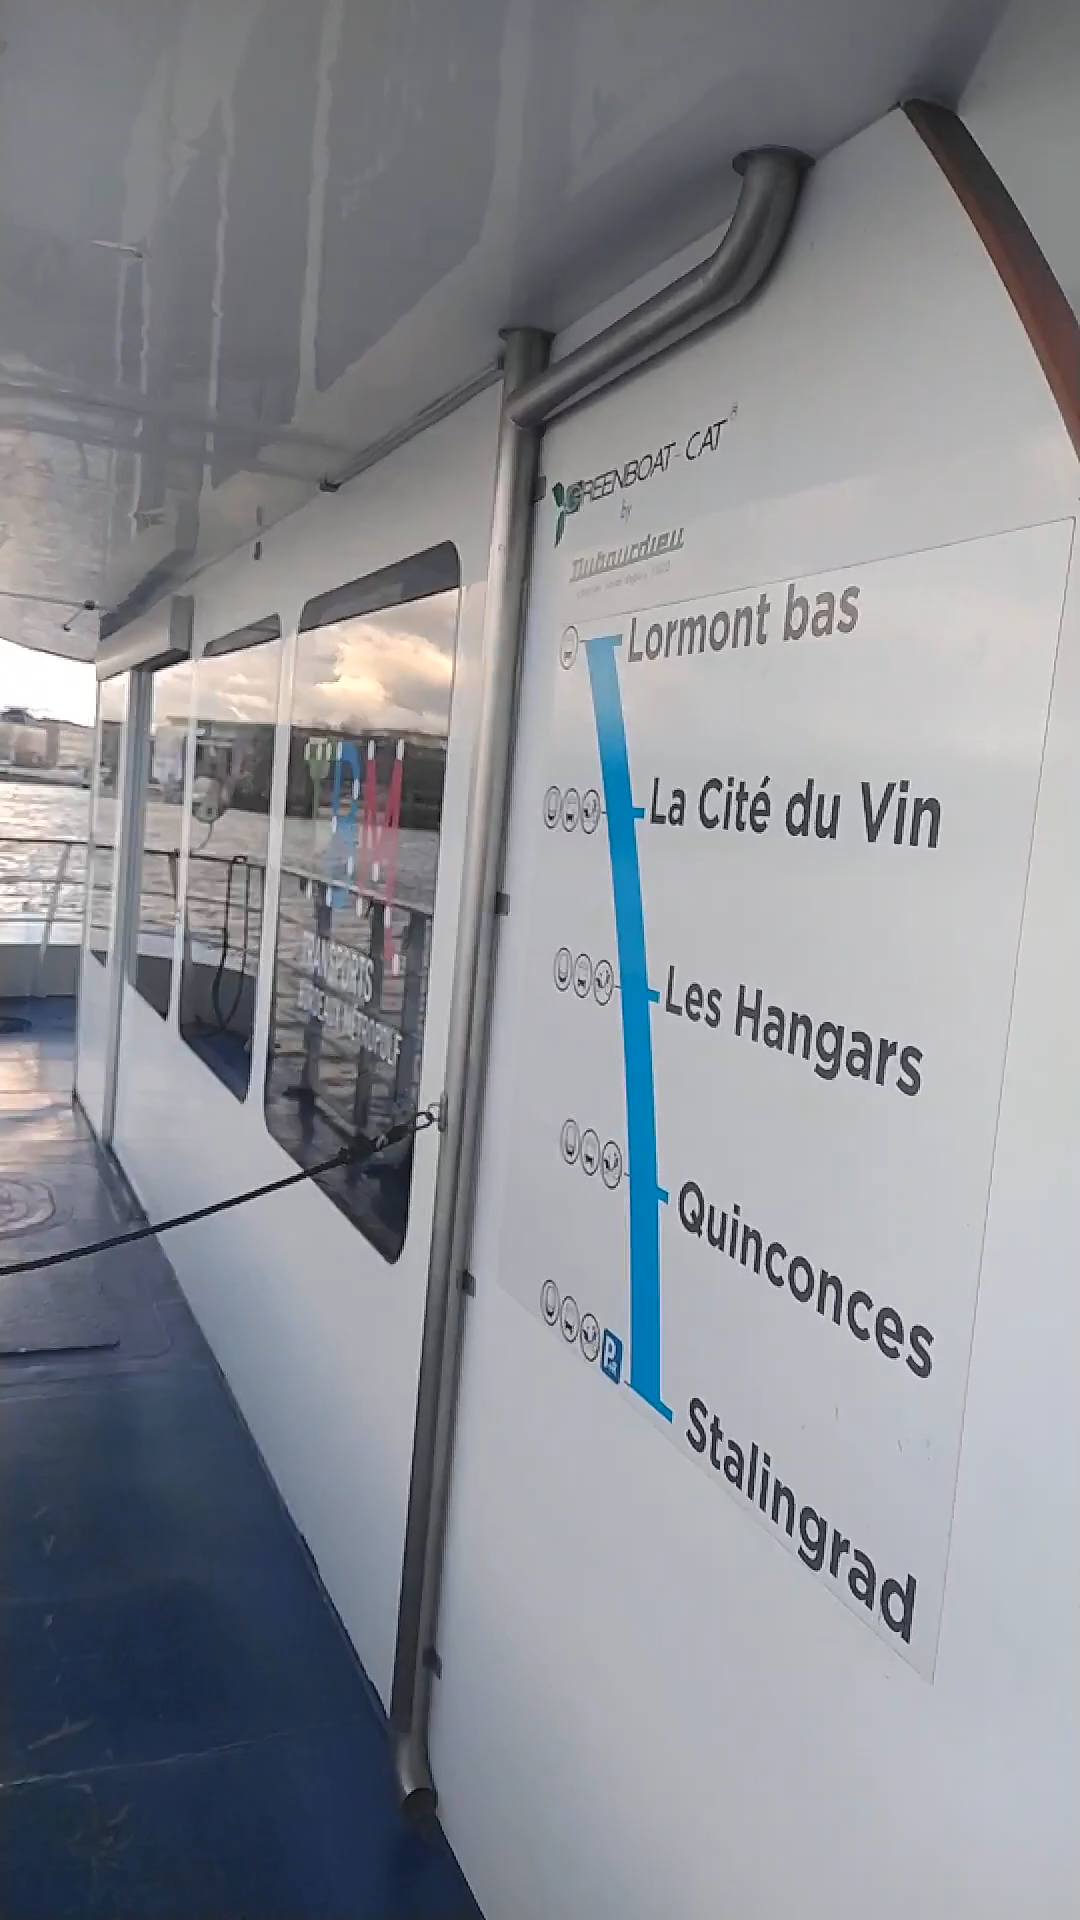 GREENBOAT-CAT®
by
Dubourdieu
Lormont bas
La Cité du Vin
Les Hangars
Quinconces
P
Stalingrad
TBM
TRANSPORTS
BORDEAUX MÉTROPOLE